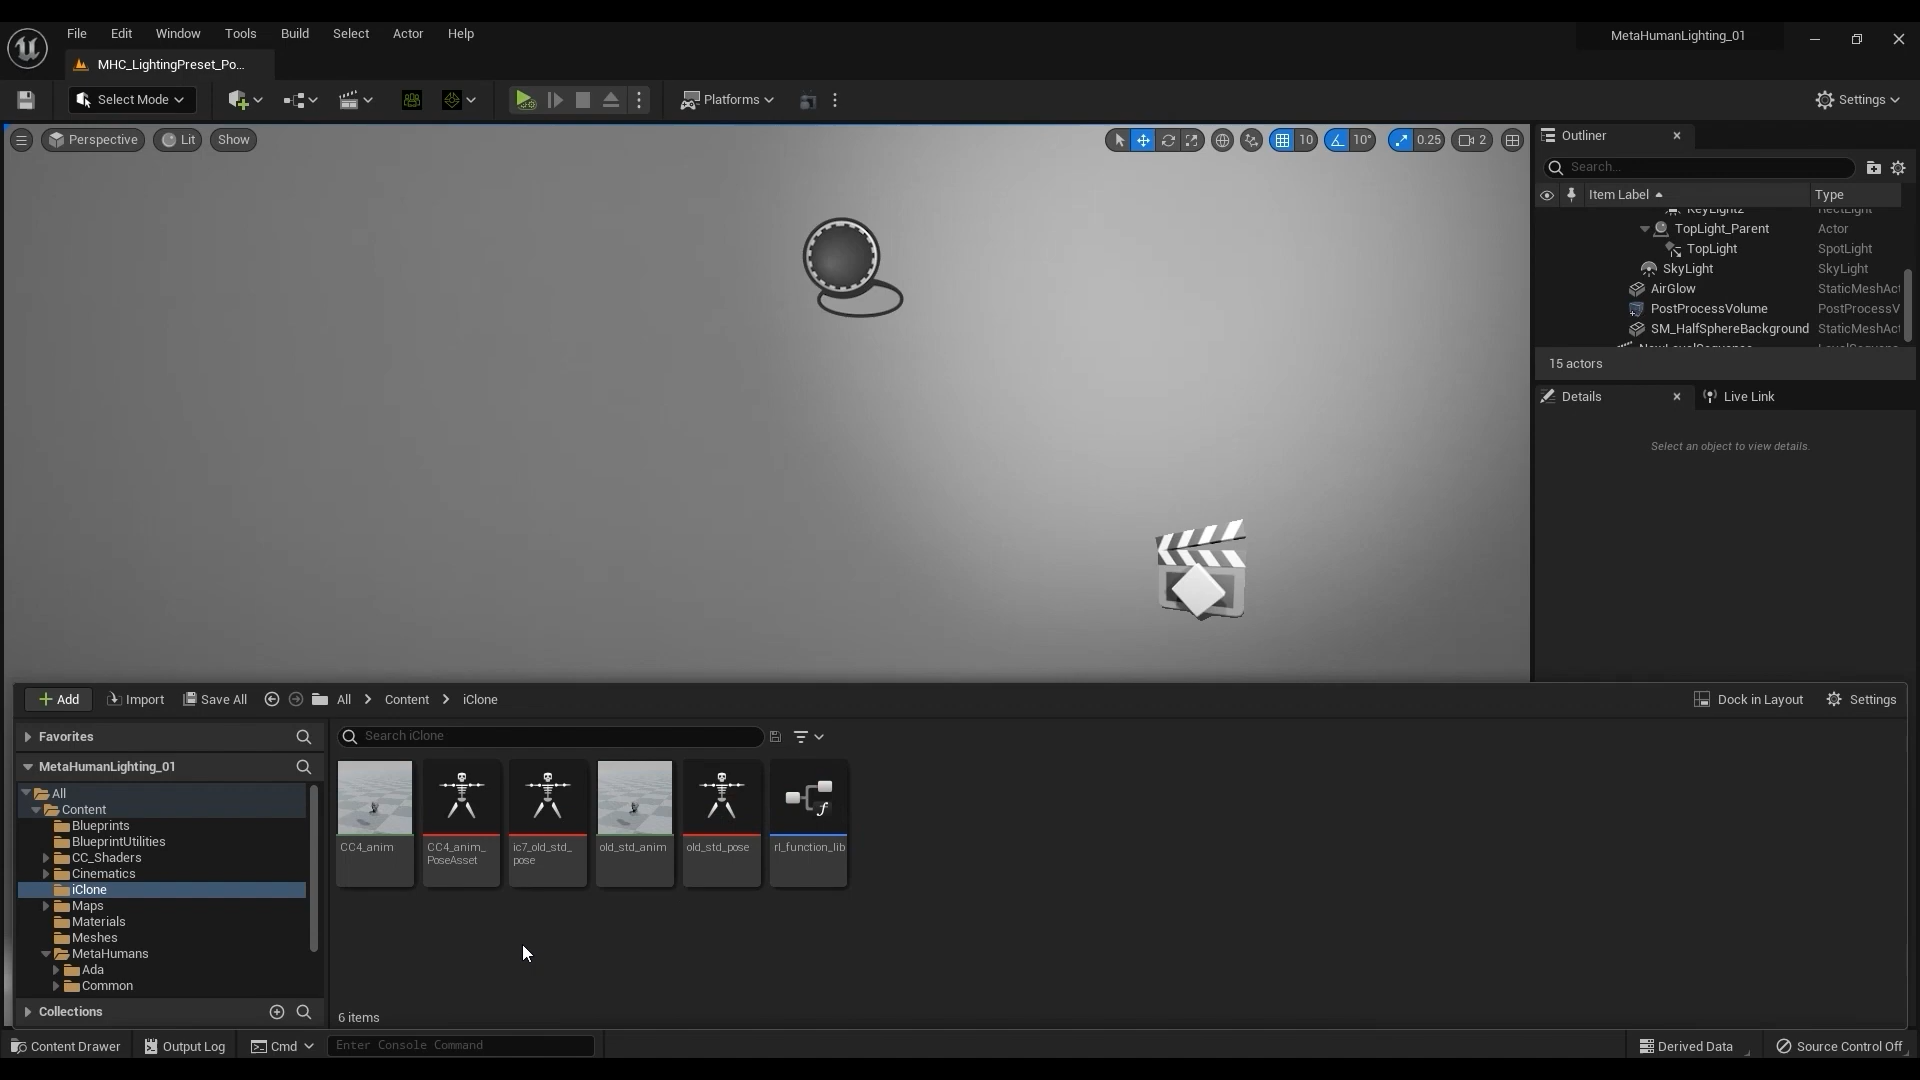 File Edit Window Tools Build Select Actor Help
MetaHumanLighting_01
MHC_LightingPreset_Po...
Select Mode
Platforms
Settings
Perspective
Lit
Show
10
10°
0.25
2
Outliner
Search...
Item Label
Type
KeyLight2 RectLight
TopLight_Parent Actor
TopLight SpotLight
SkyLight SkyLight
AirGlow StaticMeshAct
PostProcessVolume PostProcessV
SM_HalfSphereBackground StaticMeshAct
NewLevelSequence LevelSequenc
15 actors
Details
Live Link
Select an object to view details.
Add
Import
Save All
All
Content
iClone
Dock in Layout
Settings
Favorites
MetaHumanLighting_01
All
Content
Blueprints
BlueprintUtilities
CC_Shaders
Cinematics
iClone
Maps
Materials
Meshes
MetaHumans
Ada
Common
Collections
Search iClone
CC4_anim
CC4_anim_
PoseAsset
ic7_old_std_
pose
old_std_anim
old_std_pose
rl_function_lib
6 items
Content Drawer
Output Log
Cmd
Enter Console Command
Derived Data
Source Control Off